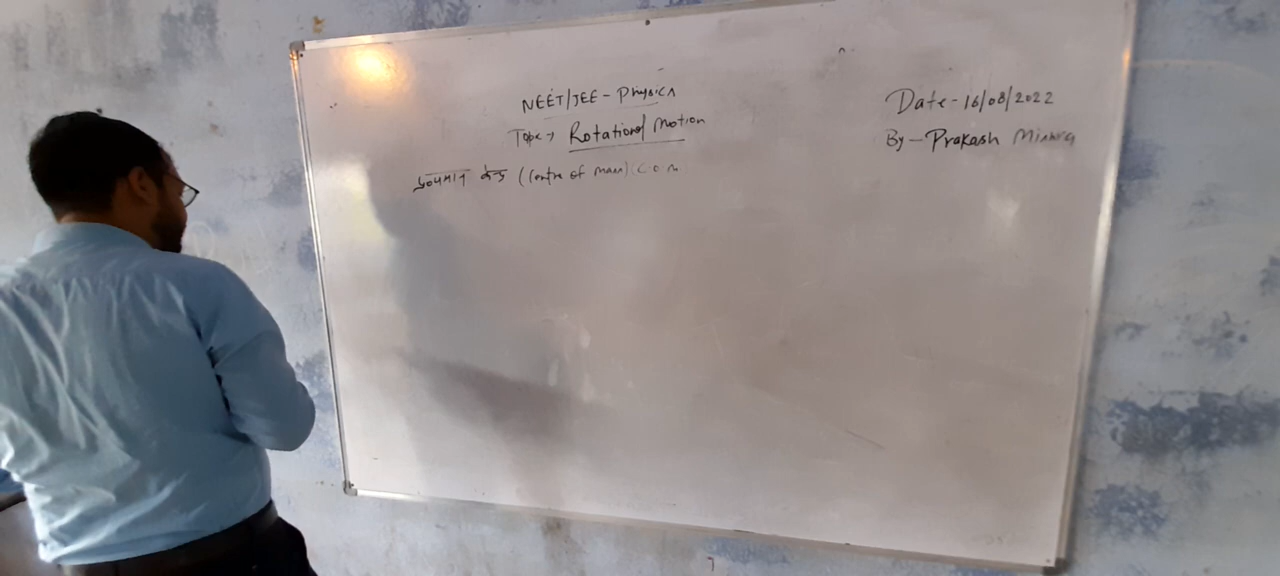 NEET/JEE - Physics
Date - 16/08/2022
Topic → Rotational Motion
By - Prakash Mishra
द्रव्यमान केन्द्र (Centre of mass) C.O.M